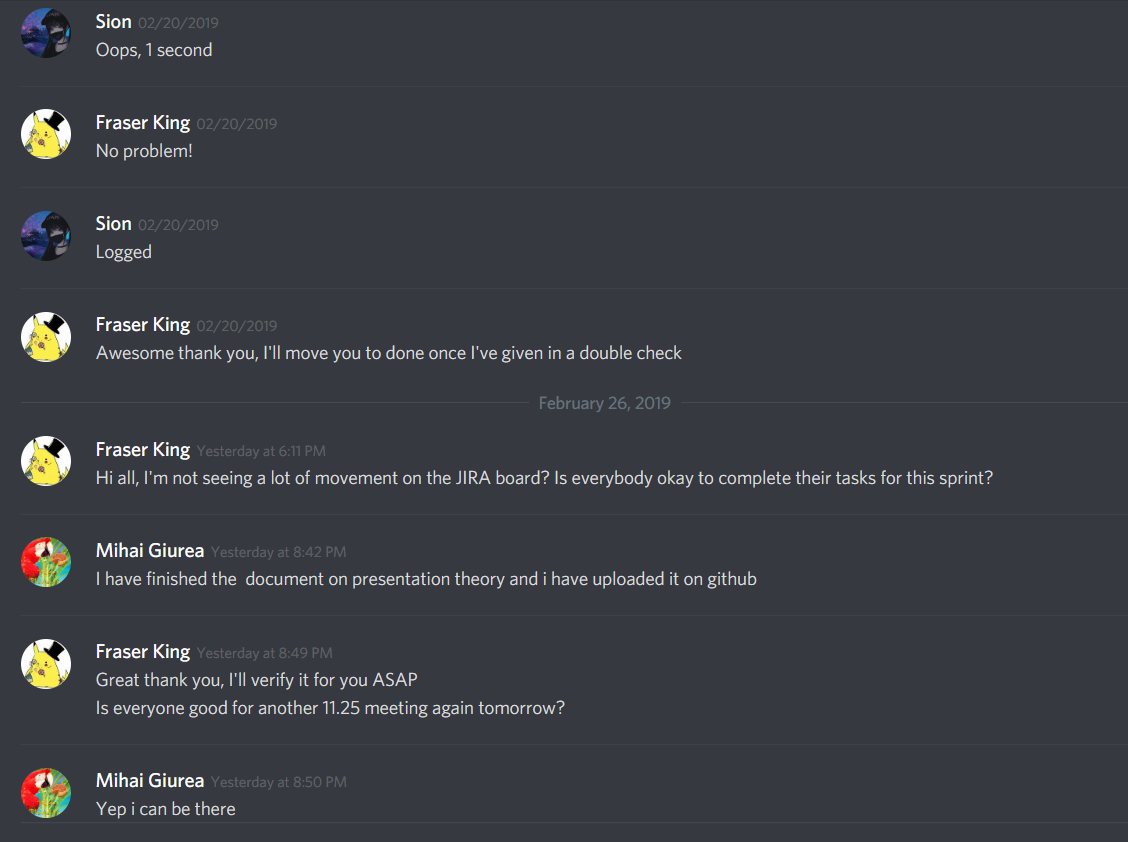 Sion 02/20/2019
Oops, 1 second
Fraser King 02/20/2019
No problem!
Sion 02/20/2019
Logged
Fraser King 02/20/2019
Awesome thank you, I'll move you to done once I've given in a double check
February 26, 2019
Fraser King Yesterday at 6:11 PM
Hi all, I'm not seeing a lot of movement on the JIRA board? Is everybody okay to complete their tasks for this sprint?
Mihai Giurea Yesterday at 8:42 PM
I have finished the  document on presentation theory and i have uploaded it on github
Fraser King Yesterday at 8:49 PM
Great thank you, I'll verify it for you ASAP
Is everyone good for another 11.25 meeting again tomorrow?
Mihai Giurea Yesterday at 8:50 PM
Yep i can be there